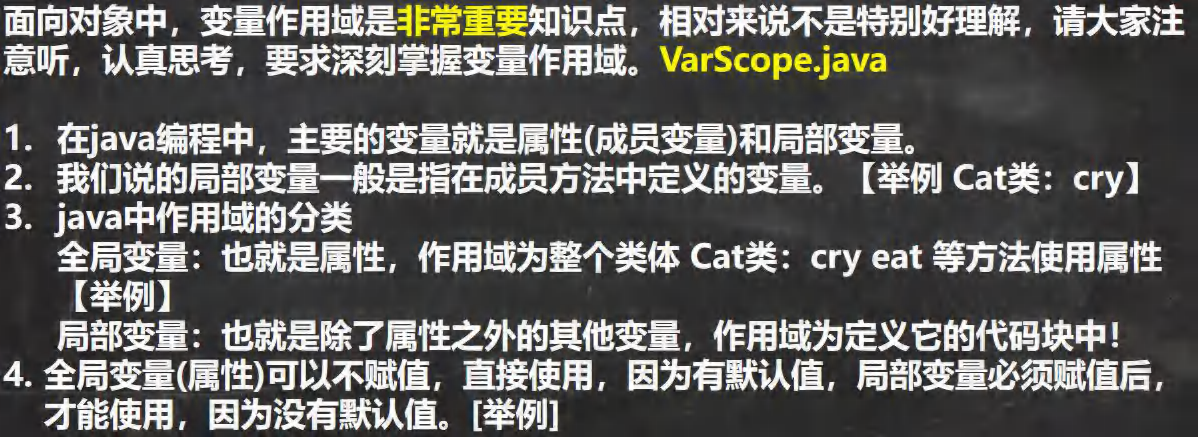 面向对象中，变量作用域是非常重要知识点，相对来说不是特别好理解，请大家注
意听，认真思考，要求深刻掌握变量作用域。VarScope.java
1. 在java编程中，主要的变量就是属性(成员变量)和局部变量。
2. 我们说的局部变量一般是指在成员方法中定义的变量。【举例 Cat类：cry】
3. java中作用域的分类
全局变量：也就是属性，作用域为整个类体 Cat类：cry eat 等方法使用属性
【举例】
局部变量：也就是除了属性之外的其他变量，作用域为定义它的代码块中!
4. 全局变量(属性)可以不赋值，直接使用，因为有默认值，局部变量必须赋值后，
才能使用，因为没有默认值。[举例]